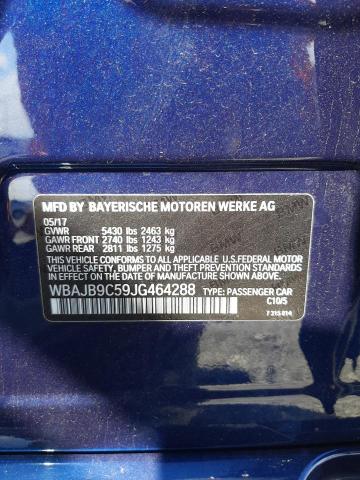 MFD BY BAYERISCHE MOTOREN WERKE AG
05/17
GVWR 5430 lbs 2463 kg
GAWR FRONT 2740 lbs 1243 kg
GAWR REAR 2811 lbs 1275 kg
THIS VEHICLE CONFORMS TO ALL APPLICABLE U.S.FEDERAL MOTOR
VEHICLE SAFETY, BUMPER, AND THEFT PREVENTION STANDARDS
IN EFFECT ON THE DATE OF MANUFACTURE SHOWN ABOVE.
WBAJB9C59JG464288 TYPE: PASSENGER CAR
C10/5
7 315 814